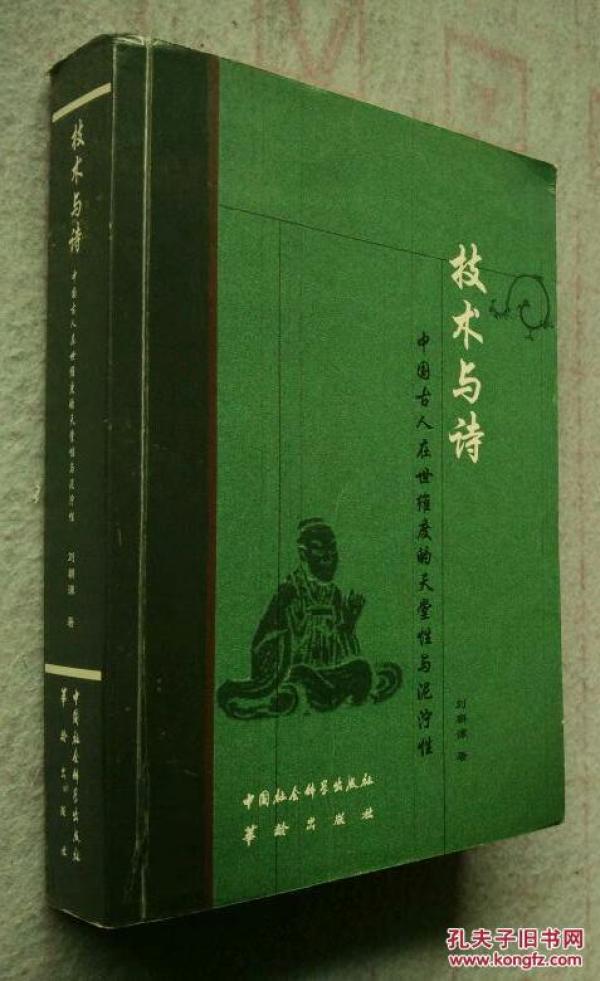 技术与诗
中国古人在世维度的天堂性与泥泞性
刘朝谦 著
中国社会科学出版社
华龄出版社
技术与诗
中国古人在世维度的天堂性与泥泞性
刘朝谦 著
中国社会科学出版社
华龄出版社
孔夫子旧书网
www.kongfz.com